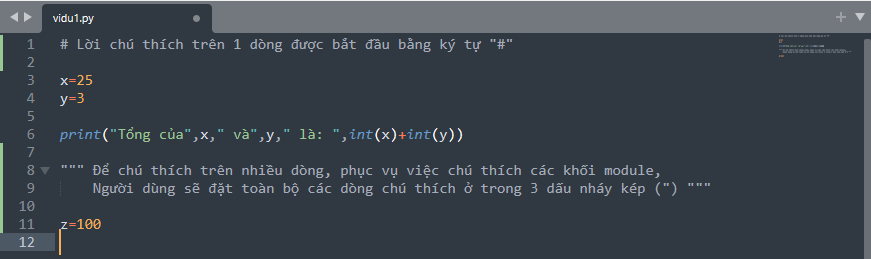 vidu1.py
1 # Lời chú thích trên 1 dòng được bắt đầu bằng ký tự "#"
2
3 x=25
4 y=3
5
6 print("Tổng của",x," và",y," là: ",int(x)+int(y))
7
8 """ Để chú thích trên nhiều dòng, phục vụ việc chú thích các khối module,
9 Người dùng sẽ đặt toàn bộ các dòng chú thích ở trong 3 dấu nháy kép (") """
10
11 z=100
12